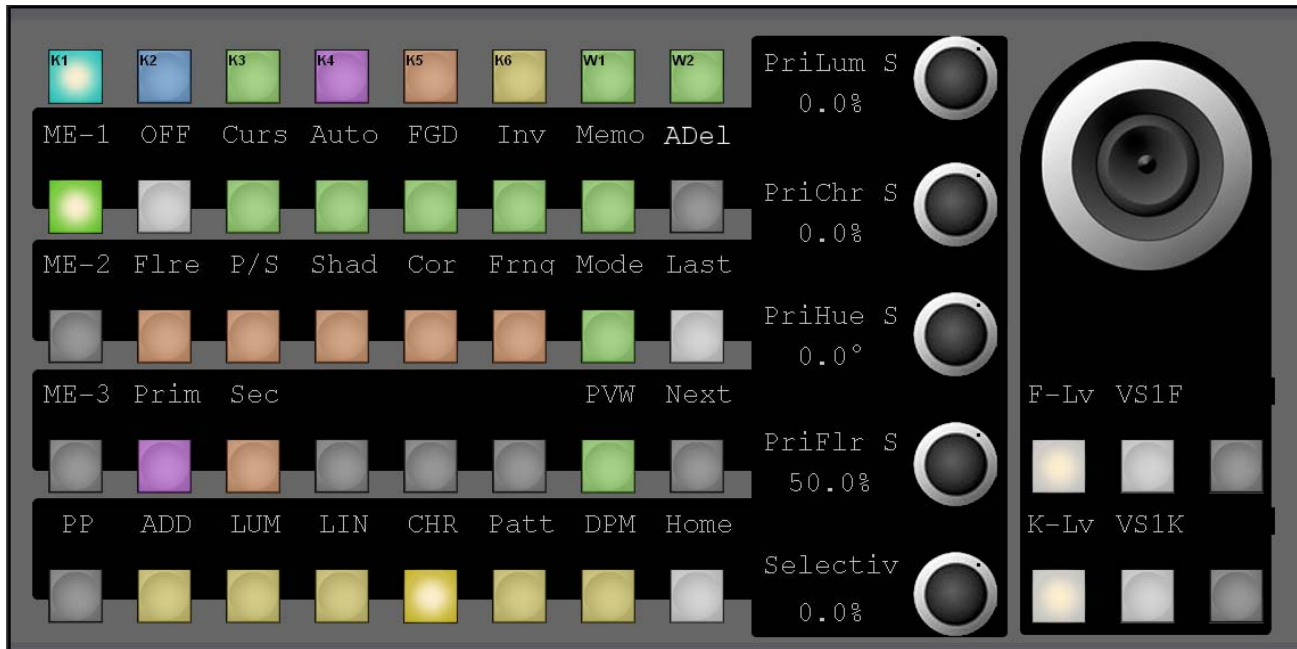 K1 K2 K3 K4 K5 K6 W1 W2
PriLum S
0.0%
ME-1 OFF Curs Auto FGD Inv Memo ADel
PriChr S
0.0%
ME-2 Flre P/S Shad Cor Frng Mode Last
PriHue S
0.0°
ME-3 Prim Sec PVW Next
F-Lv VS1F
PriFlr S
50.0%
PP ADD LUM LIN CHR Patt DPM Home
K-Lv VS1K
Selectiv
0.0%